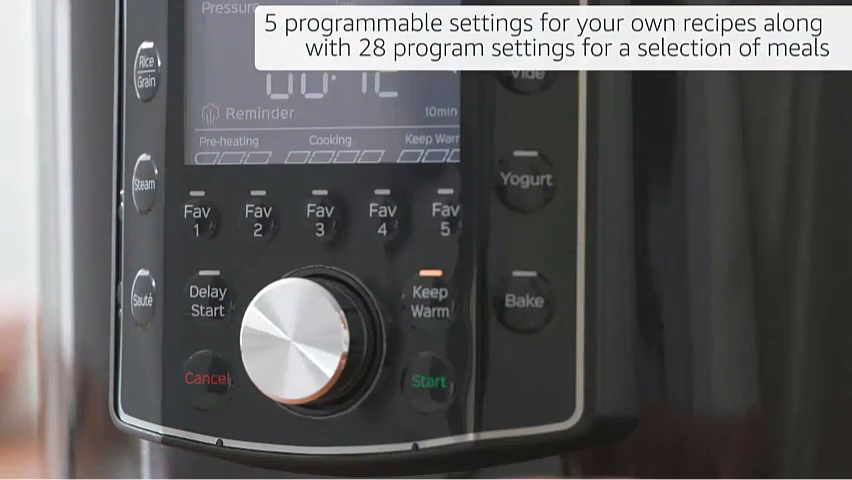 5 programmable settings for your own recipes along
with 28 program settings for a selection of meals
Pressure
Rice
Grain
Reminder
10min
Pre-heating
Cooking
Keep Warm
Steam
Vide
Yogurt
Fav
1
Fav
2
Fav
3
Fav
4
Fav
5
Sauté
Delay
Start
Keep
Warm
Bake
Cancel
Start